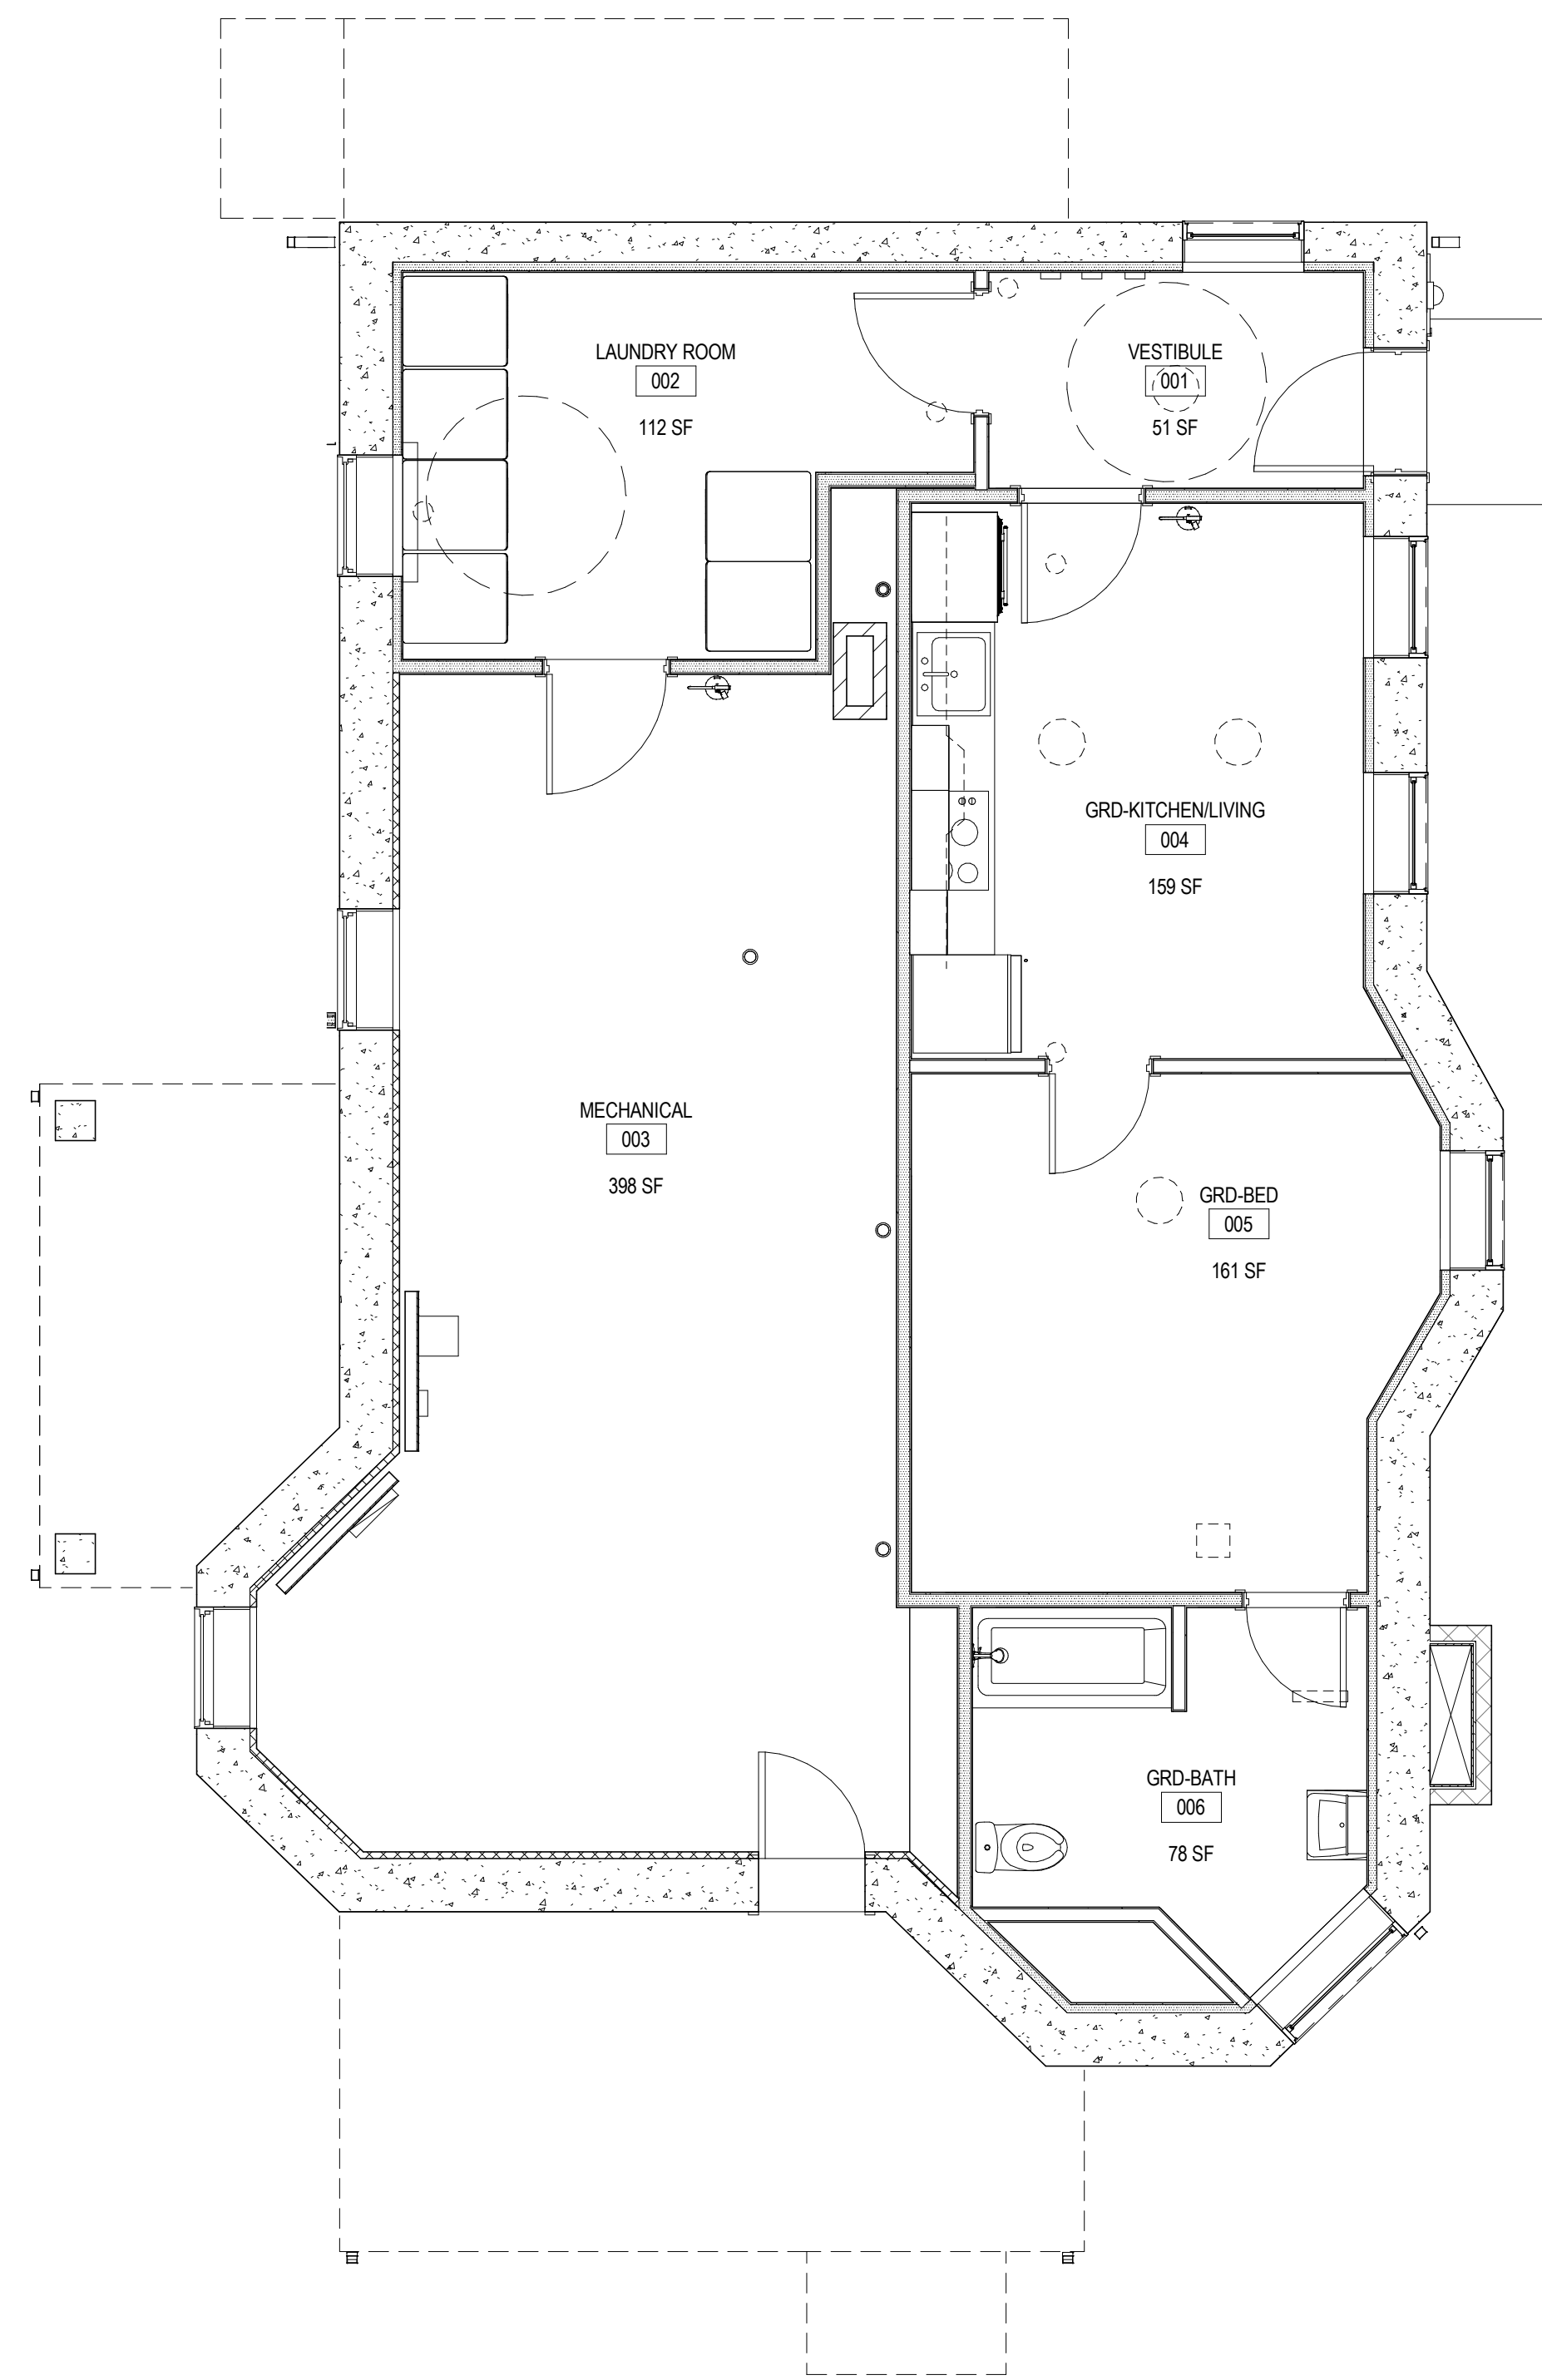 LAUNDRY ROOM
002
112 SF
VESTIBULE
001
51 SF
GRD-KITCHEN/LIVING
004
159 SF
MECHANICAL
003
398 SF
GRD-BED
005
161 SF
GRD-BATH
006
78 SF